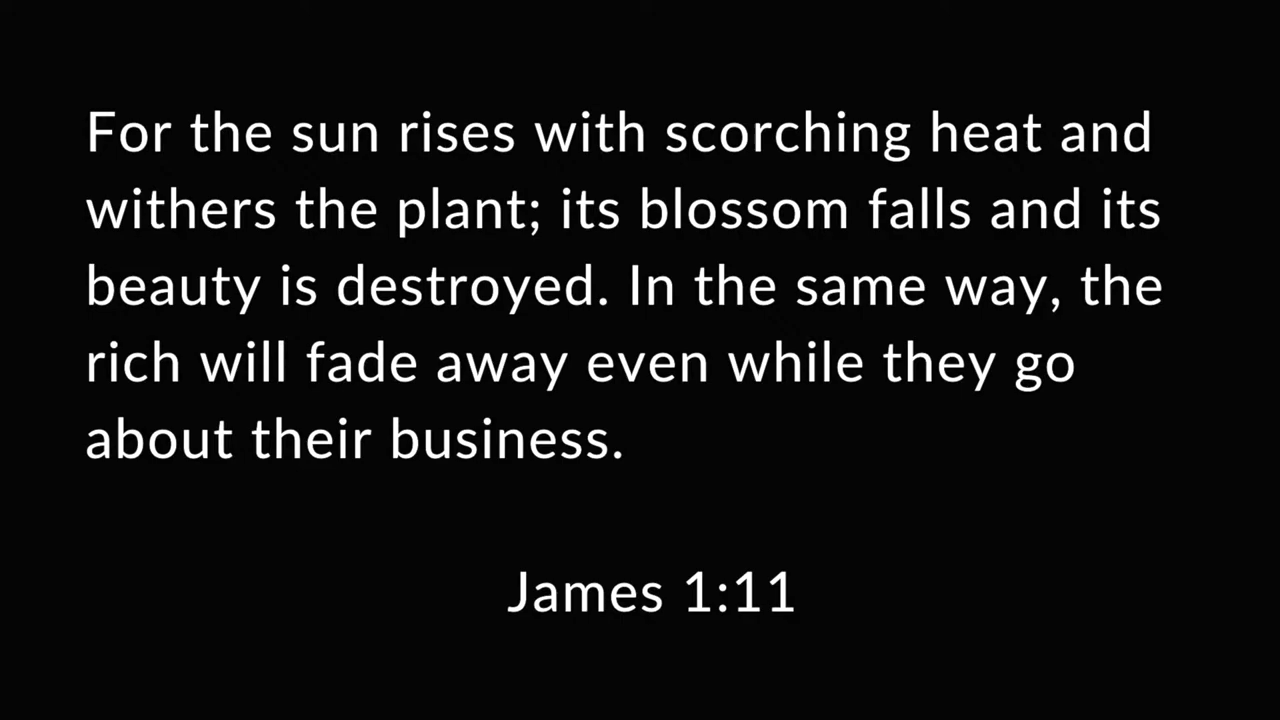 For the sun rises with scorching heat and
withers the plant; its blossom falls and its
beauty is destroyed. In the same way, the
rich will fade away even while they go
about their business.
James 1:11